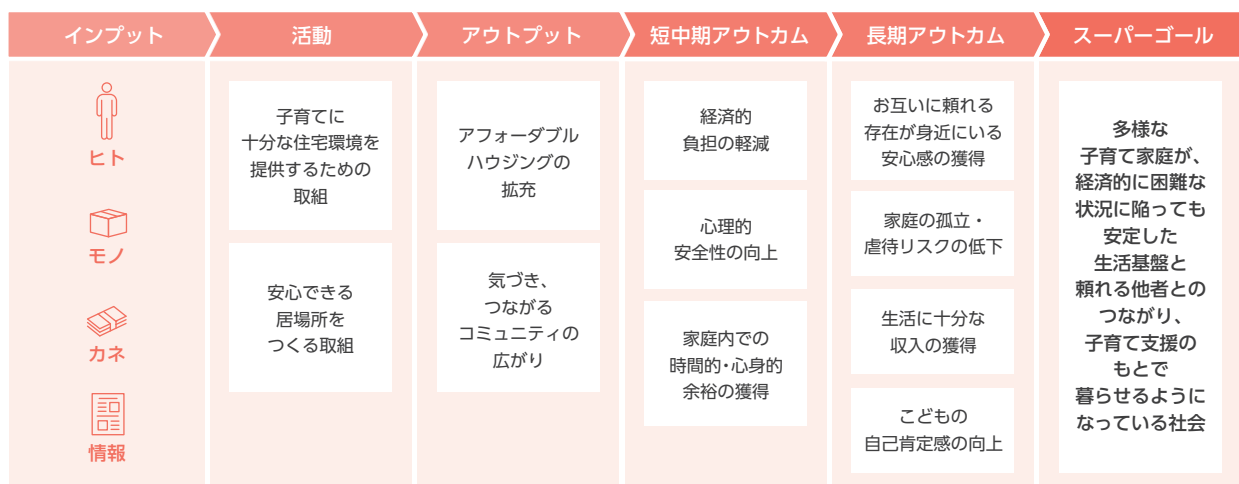 インプット
活動
アウトプット
短中期アウトカム
長期アウトカム
スーパーゴール
ヒト
モノ
カネ
情報
子育てに
十分な住宅環境を
提供するための
取組
安心できる
居場所を
つくる取組
アフォーダブル
ハウジングの
拡充
気づき、
つながる
コミュニティの
広がり
経済的
負担の軽減
心理的
安全性の向上
家庭内での
時間的・心身的
余裕の獲得
お互いに頼れる
存在が身近にいる
安心感の獲得
家庭の孤立・
虐待リスクの低下
生活に十分な
収入の獲得
こどもの
自己肯定感の向上
多様な
子育て家庭が、
経済的に困難な
状況に陥っても
安定した
生活基盤と
頼れる他者との
つながり、
子育て支援の
もとで
暮らせるように
なっている社会